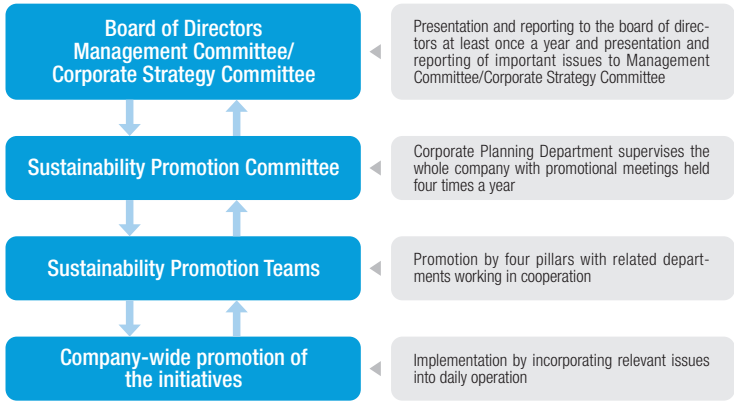 Board of Directors
Management Committee/
Corporate Strategy Committee
Presentation and reporting to the board of direc-
tors at least once a year and presentation and
reporting of important issues to Management
Committee/Corporate Strategy Committee
Sustainability Promotion Committee
Corporate Planning Department supervises the
whole company with promotional meetings held
four times a year
Sustainability Promotion Teams
Promotion by four pillars with related depart-
ments working in cooperation
Company-wide promotion of
the initiatives
Implementation by incorporating relevant issues
into daily operation